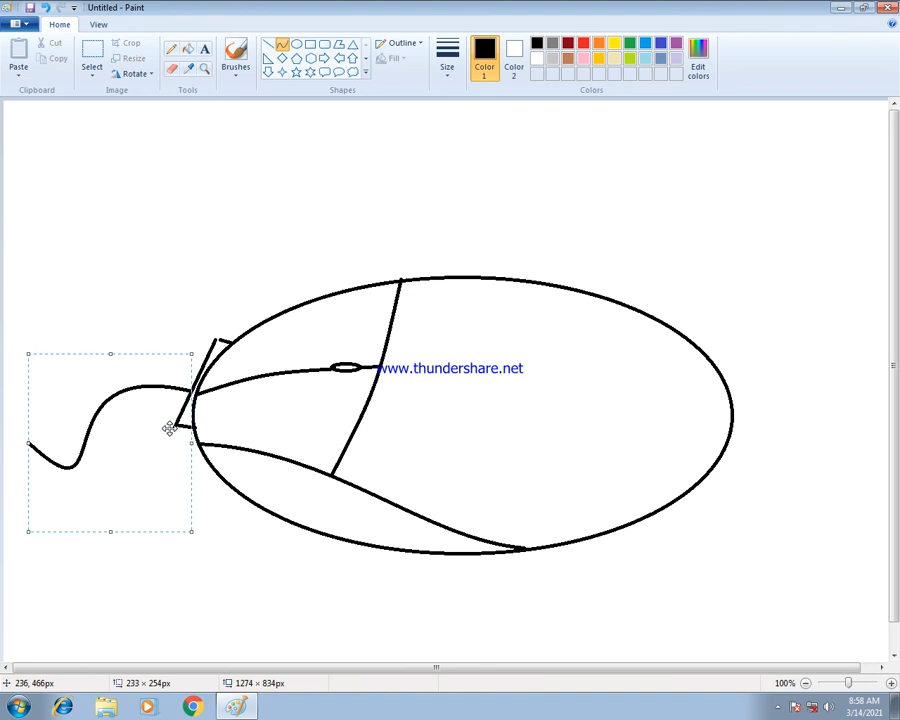 Untitled - Paint
Home
View
Paste
Cut
Copy
Clipboard
Select
Crop
Resize
Rotate
Image
Tools
Brushes
Shapes
Outline
Fill
Size
Color 1
Color 2
Edit colors
Colors
www.thundershare.net
236, 466px
233 × 254px
1274 × 834px
100%
8:58 AM
3/14/2021